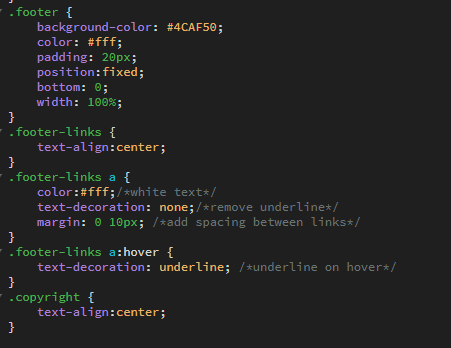 .footer {
background-color: #4CAF50;
color: #fff;
padding: 20px;
position:fixed;
bottom: 0;
width: 100%;
}
.footer-links {
text-align:center;
}
.footer-links a {
color:#fff;/*white text*/
text-decoration: none;/*remove underline*/
margin: 0 10px; /*add spacing between links*/
}
.footer-links a:hover {
text-decoration: underline; /*underline on hover*/
}
.copyright {
text-align:center;
}